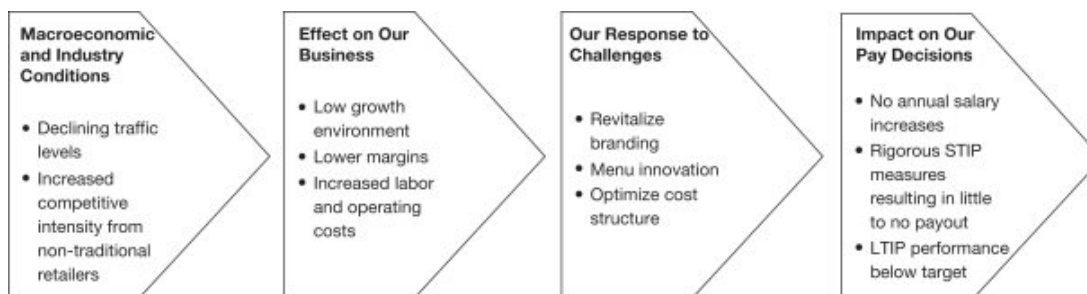 Macroeconomic
and Industry
Conditions
• Declining traffic
levels
• Increased
competitive
intensity from
non-traditional
retailers
Effect on Our
Business
• Low growth
environment
• Lower margins
• Increased labor
and operating
costs
Our Response to
Challenges
• Revitalize
branding
• Menu innovation
• Optimize cost
structure
Impact on Our
Pay Decisions
• No annual salary
increases
• Rigorous STIP
measures
resulting in little
to no payout
• LTIP performance
below target